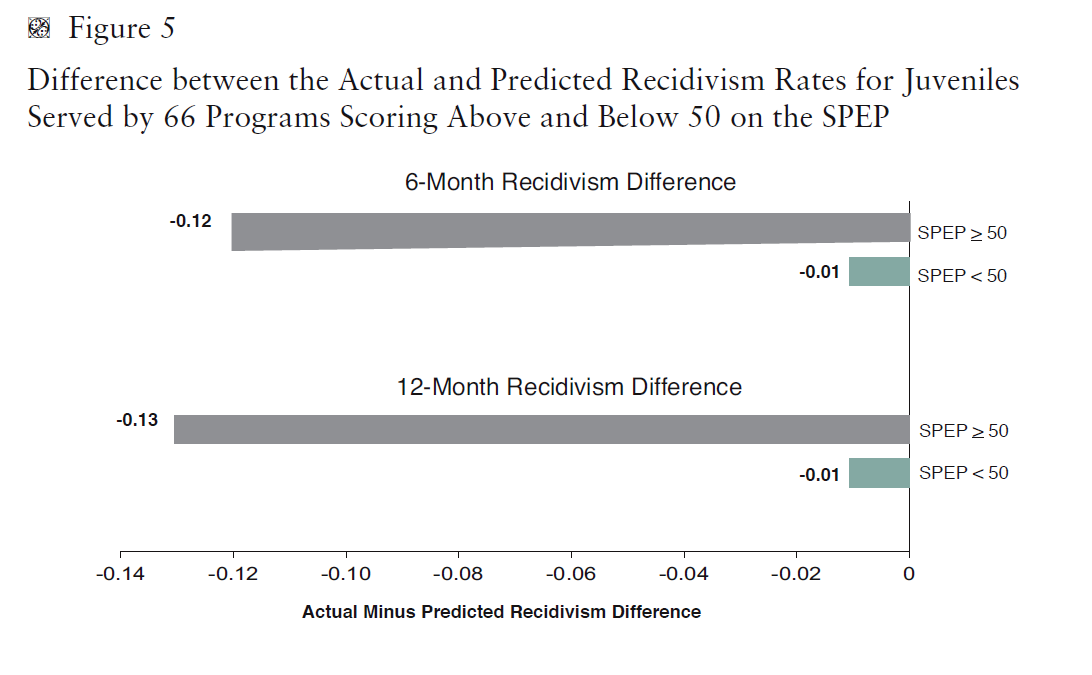 Figure 5
Difference between the Actual and Predicted Recidivism Rates for Juveniles
Served by 66 Programs Scoring Above and Below 50 on the SPEP
6-Month Recidivism Difference
-0.12
SPEP ≥ 50
-0.01
SPEP < 50
12-Month Recidivism Difference
-0.13
SPEP ≥ 50
-0.01
SPEP < 50
-0.14 -0.12 -0.10 -0.08 -0.06 -0.04 -0.02 0
Actual Minus Predicted Recidivism Difference